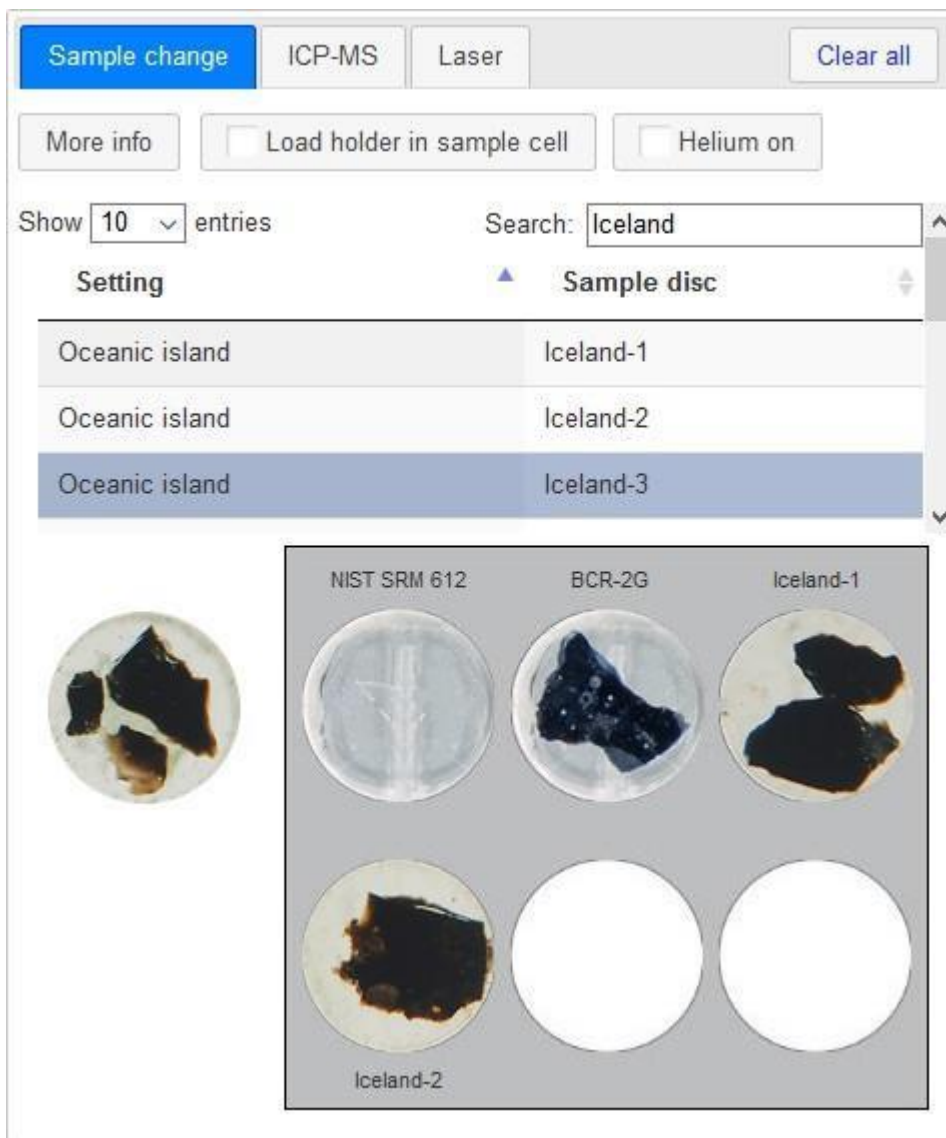 Sample change ICP-MS Laser Clear all
More info Load holder in sample cell Helium on
Show 10 entries Search: Iceland
Setting Sample disc
Oceanic island Iceland-1
Oceanic island Iceland-2
Oceanic island Iceland-3
NIST SRM 612 BCR-2G Iceland-1
Iceland-2